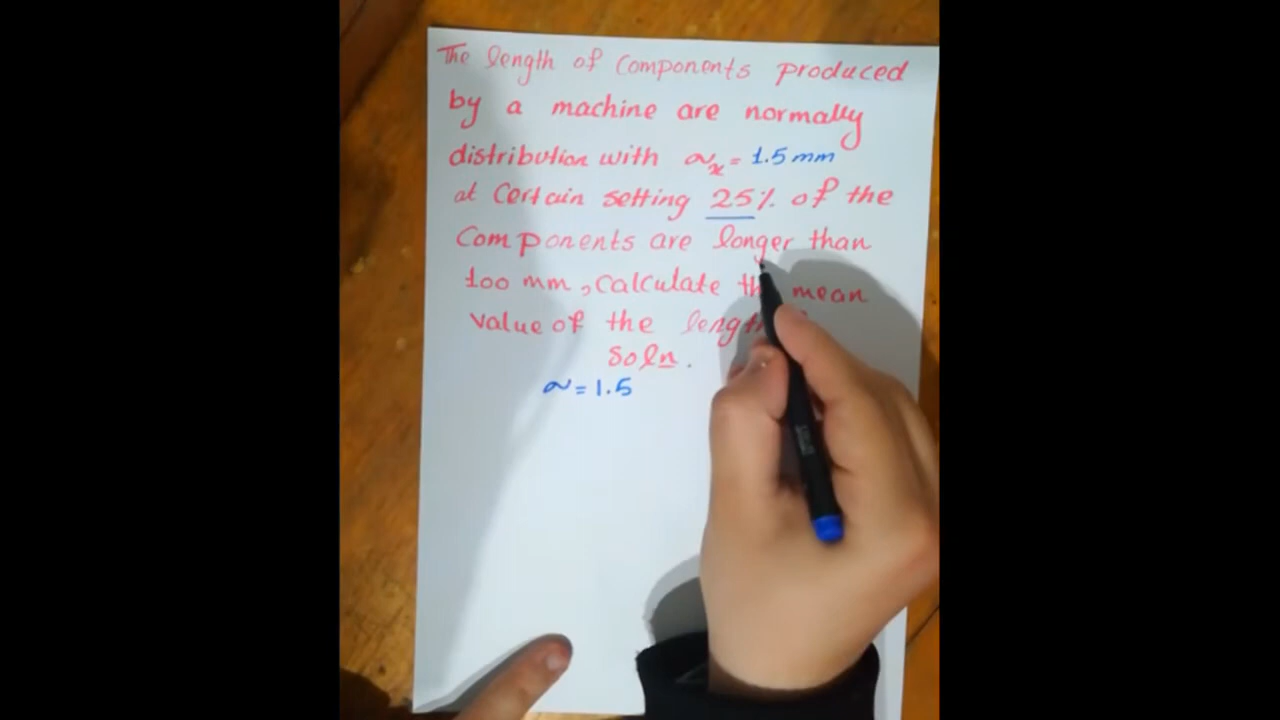 The length of components produced
by a machine are normally
distribution with σx = 1.5 mm
at certain setting 25% of the
components are longer than
100 mm, calculate the mean
value of the
soln.
σ = 1.5